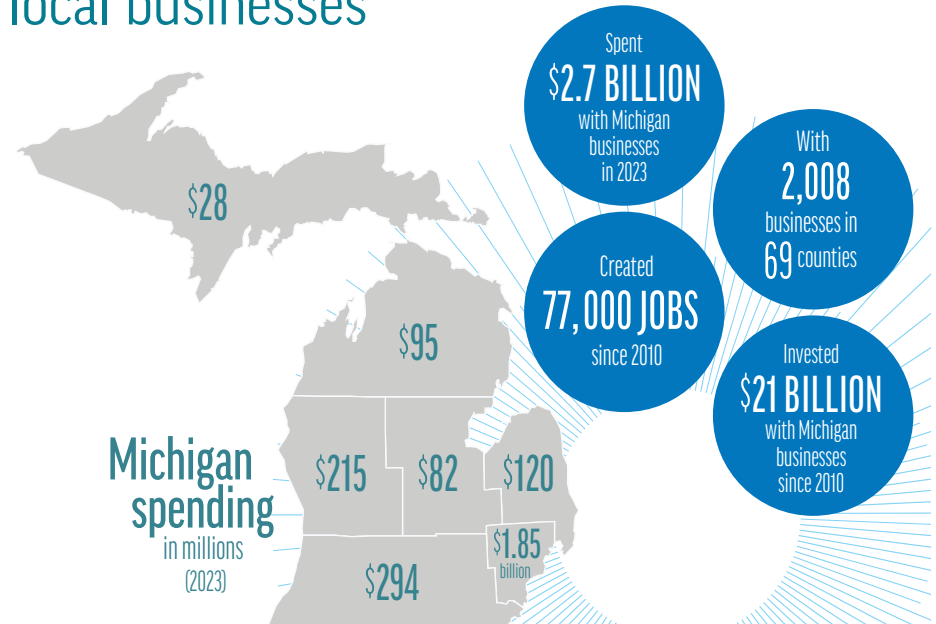 local businesses
Spent
$2.7 BILLION
with Michigan
businesses
in 2023
With
2,008
businesses in
69 counties
Created
77,000 JOBS
since 2010
Invested
$21 BILLION
with Michigan
businesses
since 2010
$28
$95
$215
$82
$120
$1.85
billion
$294
Michigan
spending
in millions
(2023)